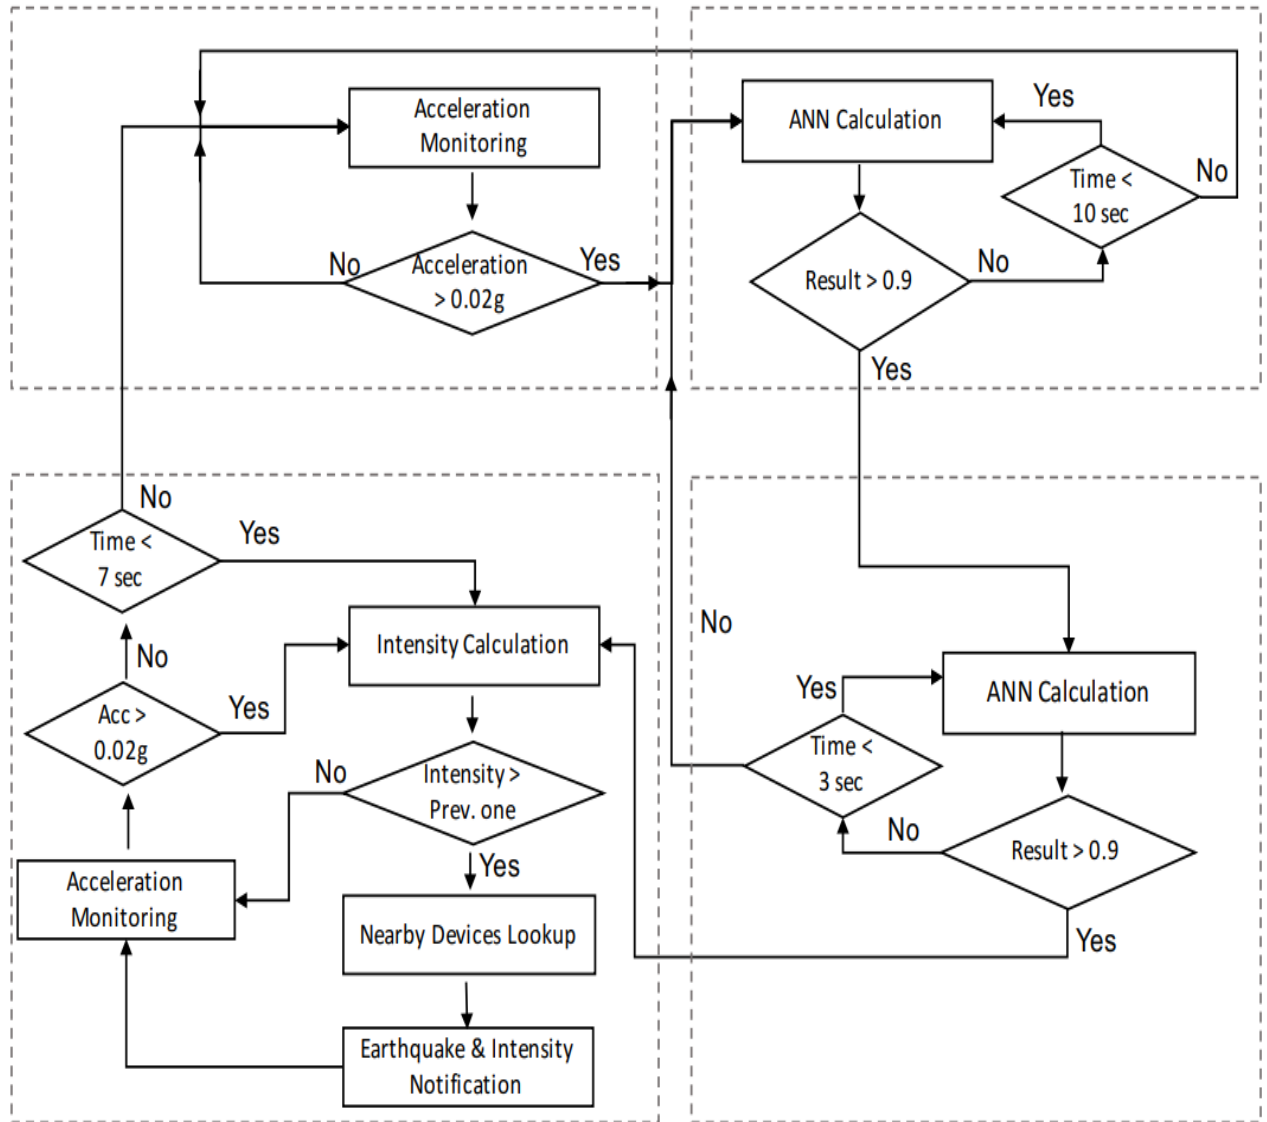 Acceleration
Monitoring
No
Acceleration
> 0.02g
Yes
ANN Calculation
Yes
Time <
10 sec
No
Result > 0.9
No
Yes
No
Time <
7 sec
Yes
Intensity Calculation
No
Acc >
0.02g
Yes
No
Intensity >
Prev. one
Yes
Acceleration
Monitoring
Nearby Devices Lookup
Earthquake & Intensity
Notification
No
Yes
ANN Calculation
Time <
3 sec
No
Result > 0.9
Yes